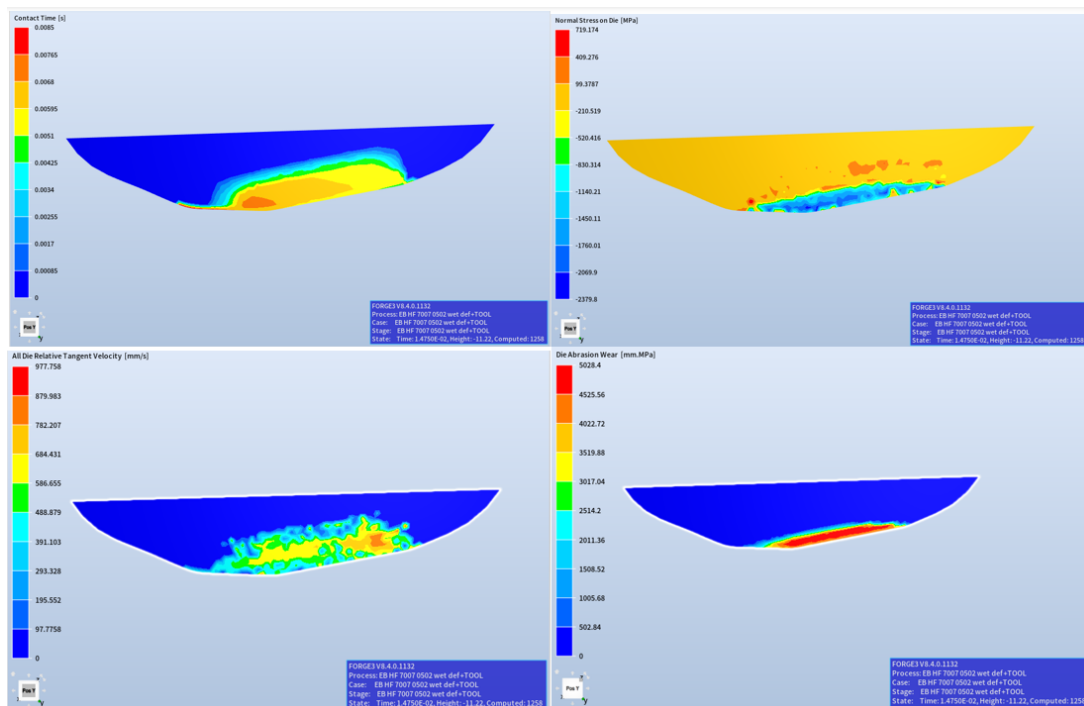 Contact Time [s]
0.0085
0.00765
0.0068
0.00595
0.0051
0.00425
0.0034
0.00255
0.0017
0.00085
0
FORGE3 V8.4.0.1132
Process: EB HF 7007 0502 wet def+TOOL
Case: EB HF 7007 0502 wet def+TOOL
Stage: EB HF 7007 0502 wet def+TOOL
State: Time: 1.4750E-02, Height: -11.22, Computed: 1258
Pos Y
Normal Stress on Die [MPa]
719.174
409.276
99.3787
-210.519
-520.416
-830.314
-1140.21
-1450.11
-1760.01
-2069.9
-2379.8
FORGE3 V8.4.0.1132
Process: EB HF 7007 0502 wet def+TOOL
Case: EB HF 7007 0502 wet def+TOOL
Stage: EB HF 7007 0502 wet def+TOOL
State: Time: 1.4750E-02, Height: -11.22, Computed: 1258
Pos Y
All Die Relative Tangent Velocity [mm/s]
977.758
879.983
782.207
684.431
586.655
488.879
391.103
293.328
195.552
97.7758
0
FORGE3 V8.4.0.1132
Process: EB HF 7007 0502 wet def+TOOL
Case: EB HF 7007 0502 wet def+TOOL
Stage: EB HF 7007 0502 wet def+TOOL
State: Time: 1.4750E-02, Height: -11.22, Computed: 1258
Pos Y
Die Abrasion Wear [mm.MPa]
5028.4
4525.56
4022.72
3519.88
3017.04
2514.2
2011.36
1508.52
1005.68
502.84
0
FORGE3 V8.4.0.1132
Process: EB HF 7007 0502 wet def+TOOL
Case: EB HF 7007 0502 wet def+TOOL
Stage: EB HF 7007 0502 wet def+TOOL
State: Time: 1.4750E-02, Height: -11.22, Computed: 1258
Pos Y